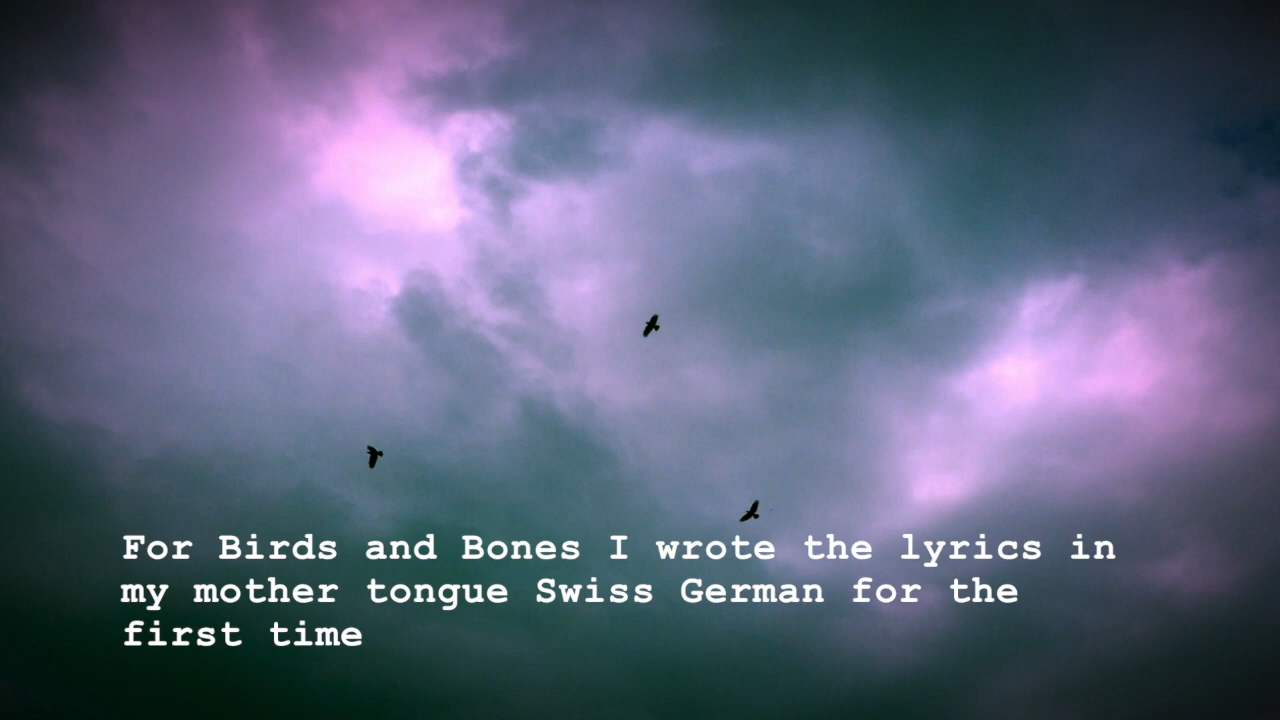 For Birds and Bones I wrote the lyrics in
my mother tongue Swiss German for the
first time